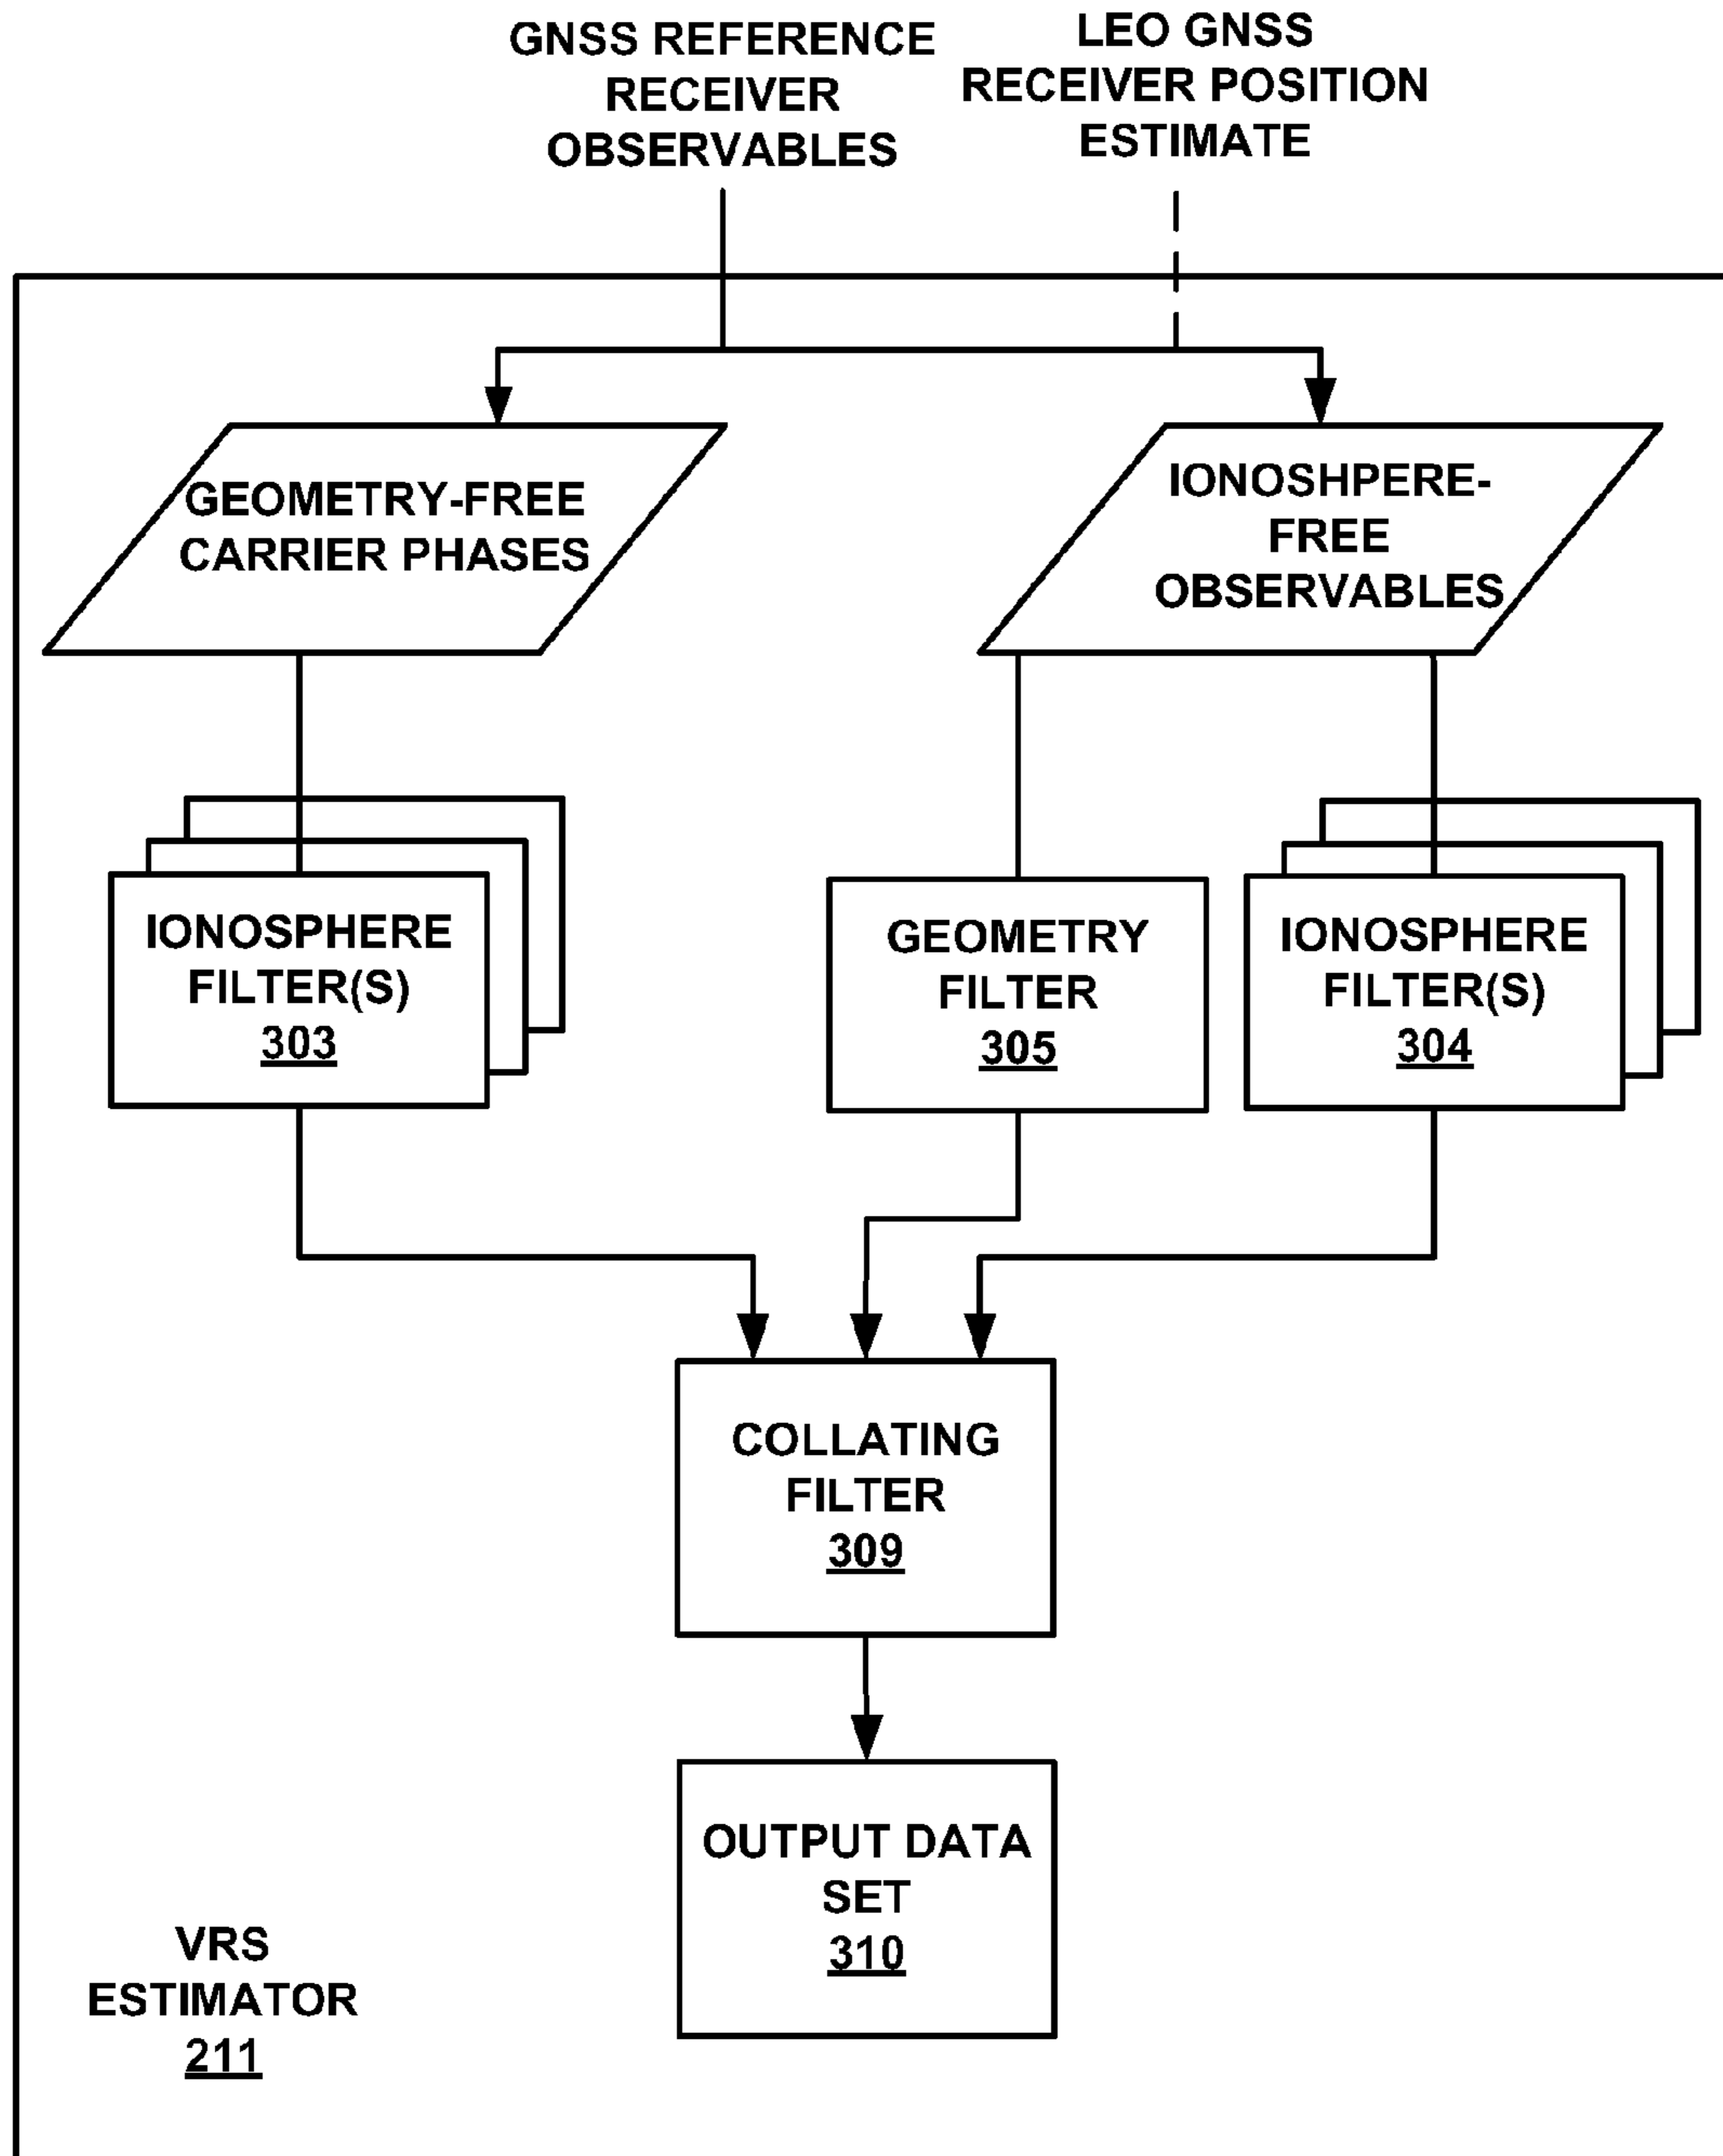 GNSS REFERENCE
RECEIVER
OBSERVABLES
LEO GNSS
RECEIVER POSITION
ESTIMATE
GEOMETRY-FREE
CARRIER PHASES
IONOSHPERE-
FREE
OBSERVABLES
IONOSPHERE
FILTER(S)
303
GEOMETRY
FILTER
305
IONOSPHERE
FILTER(S)
304
COLLATING
FILTER
309
OUTPUT DATA
SET
310
VRS
ESTIMATOR
211